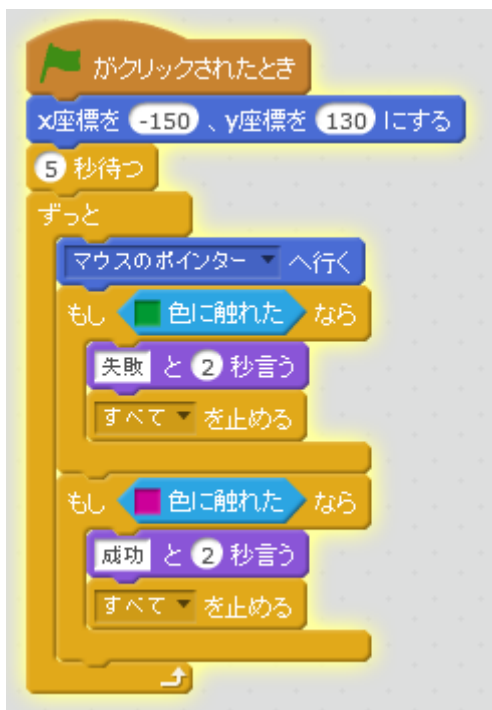 がクリックされたとき
x座標を -150 、y座標を 130 にする
5 秒待つ
ずっと
マウスのポインター へ行く
もし 色に触れた なら
失敗 と 2 秒言う
すべて を止める
もし 色に触れた なら
成功 と 2 秒言う
すべて を止める